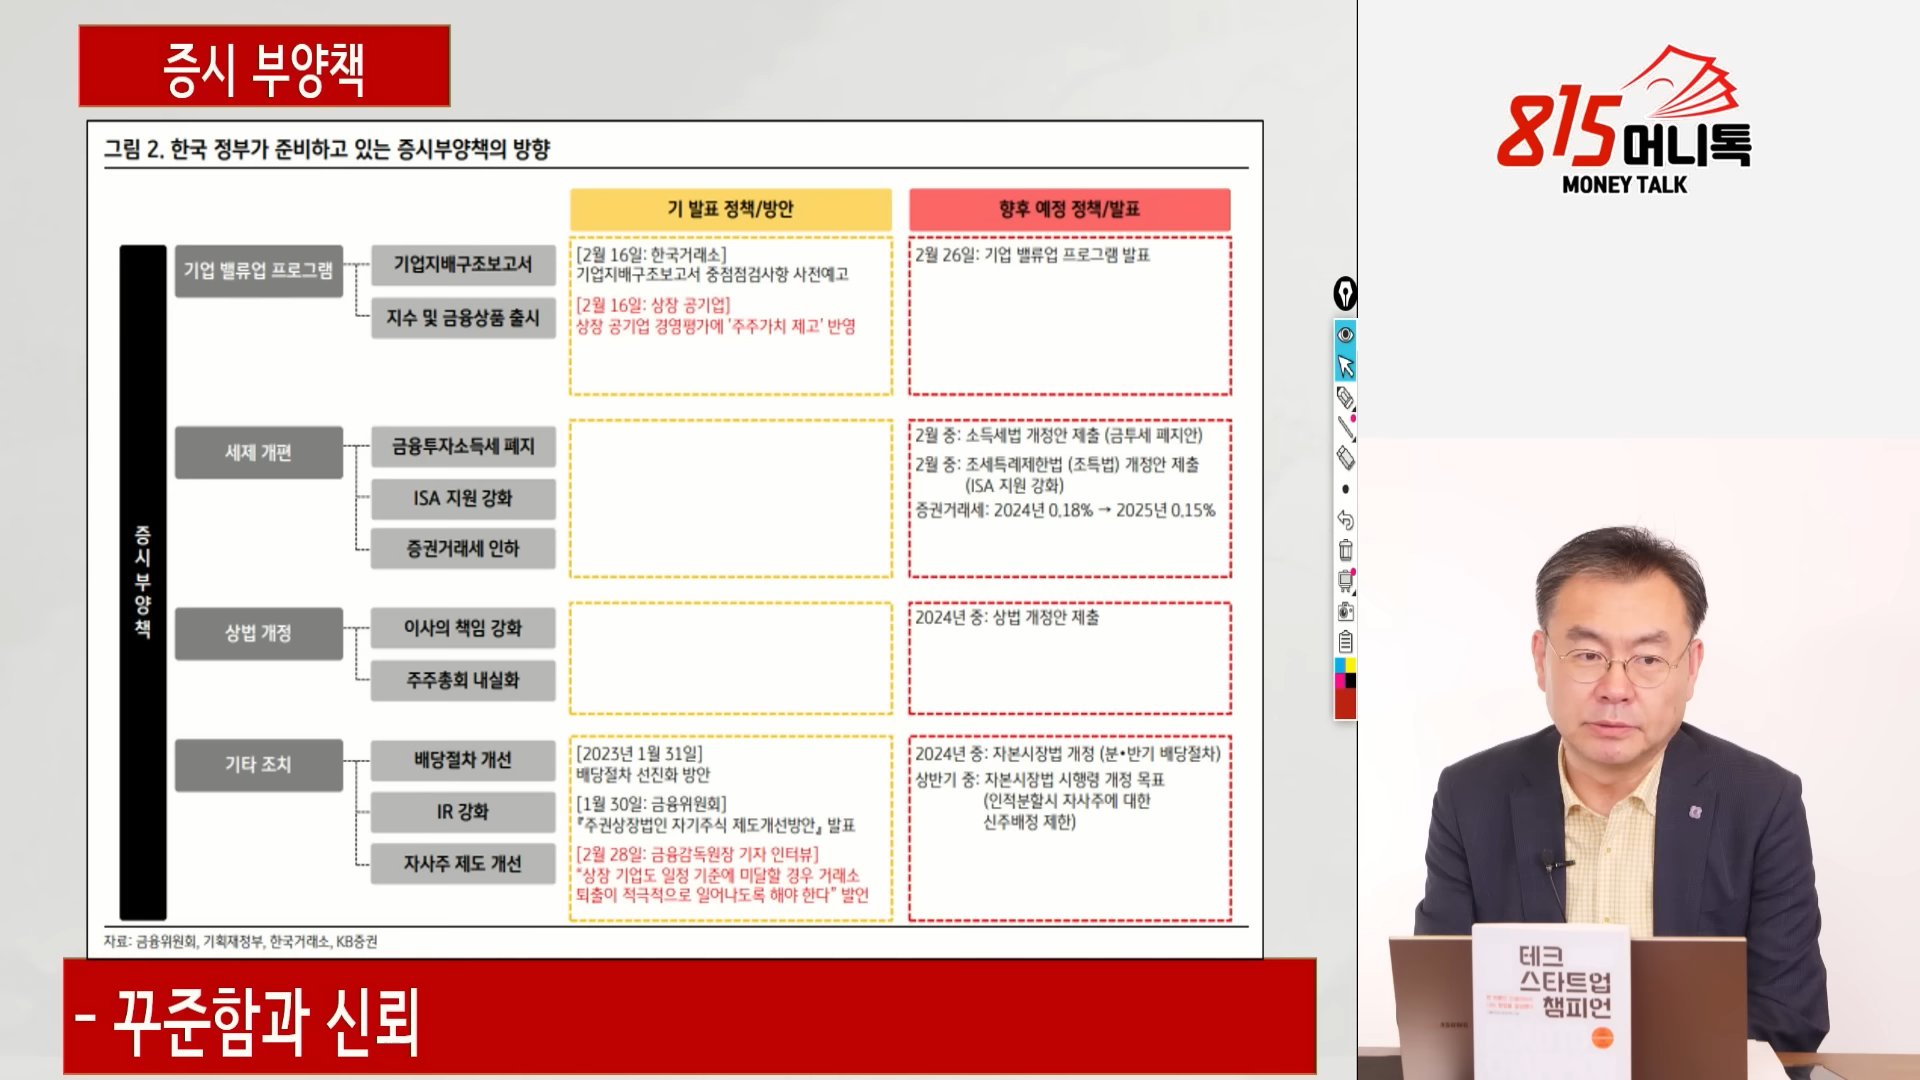 증시 부양책
그림 2. 한국 정부가 준비하고 있는 증시부양책의 방향
기 발표 정책/방안
향후 예정 정책/발표
증시 부양책
기업 밸류업 프로그램
기업지배구조보고서
지수 및 금융상품 출시
[2월 16일: 한국거래소]
기업지배구조보고서 중점점검사항 사전예고
[2월 16일: 상장 공기업]
상장 공기업 경영평가에 '주주가치 제고' 반영
2월 26일: 기업 밸류업 프로그램 발표
세제 개편
금융투자소득세 폐지
ISA 지원 강화
증권거래세 인하
2월 중: 소득세법 개정안 제출 (금투세 폐지안)
2월 중: 조세특례제한법 (조특법) 개정안 제출
(ISA 지원 강화)
증권거래세: 2024년 0.18% → 2025년 0.15%
상법 개정
이사의 책임 강화
주주총회 내실화
2024년 중: 상법 개정안 제출
기타 조치
배당절차 개선
IR 강화
자사주 제도 개선
[2023년 1월 31일]
배당절차 선진화 방안
[1월 30일: 금융위원회]
『주권상장법인 자기주식 제도개선방안』 발표
[2월 28일: 금융감독원장 기자 인터뷰]
"상장 기업도 일정 기준에 미달할 경우 거래소
퇴출이 적극적으로 일어나도록 해야 한다" 발언
2024년 중: 자본시장법 개정 (분•반기 배당절차)
상반기 중: 자본시장법 시행령 개정 목표
(인적분할시 자사주에 대한
신주배정 제한)
자료: 금융위원회, 기획재정부, 한국거래소, KB증권
- 꾸준함과 신뢰
815머니톡
MONEY TALK
테크
스타트업
챔피언
SAMSUNG